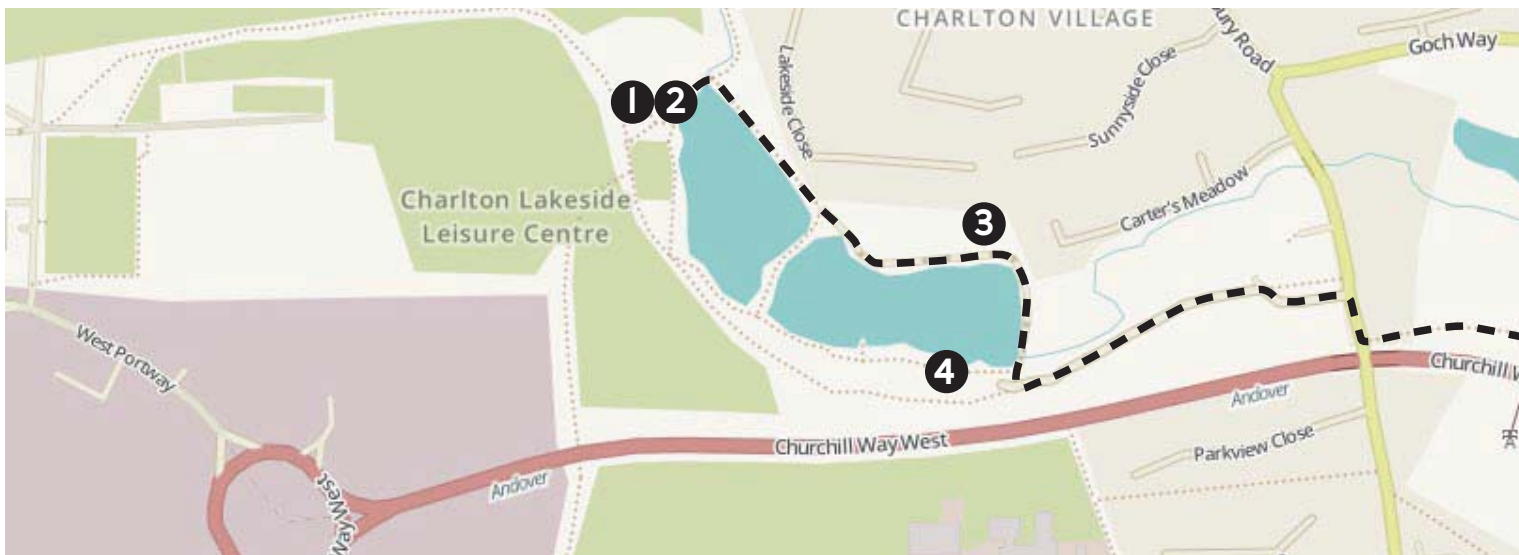 CHARLTON VILLAGE
bury Road
Goch Way
Lakeside Close
Sunnyside Close
1 2
Carter's Meadow
Charlton Lakeside
Leisure Centre
3
West Portway
4
Churchill W
Andover
Churchill Way West
Parkview Close
Andover
Way West